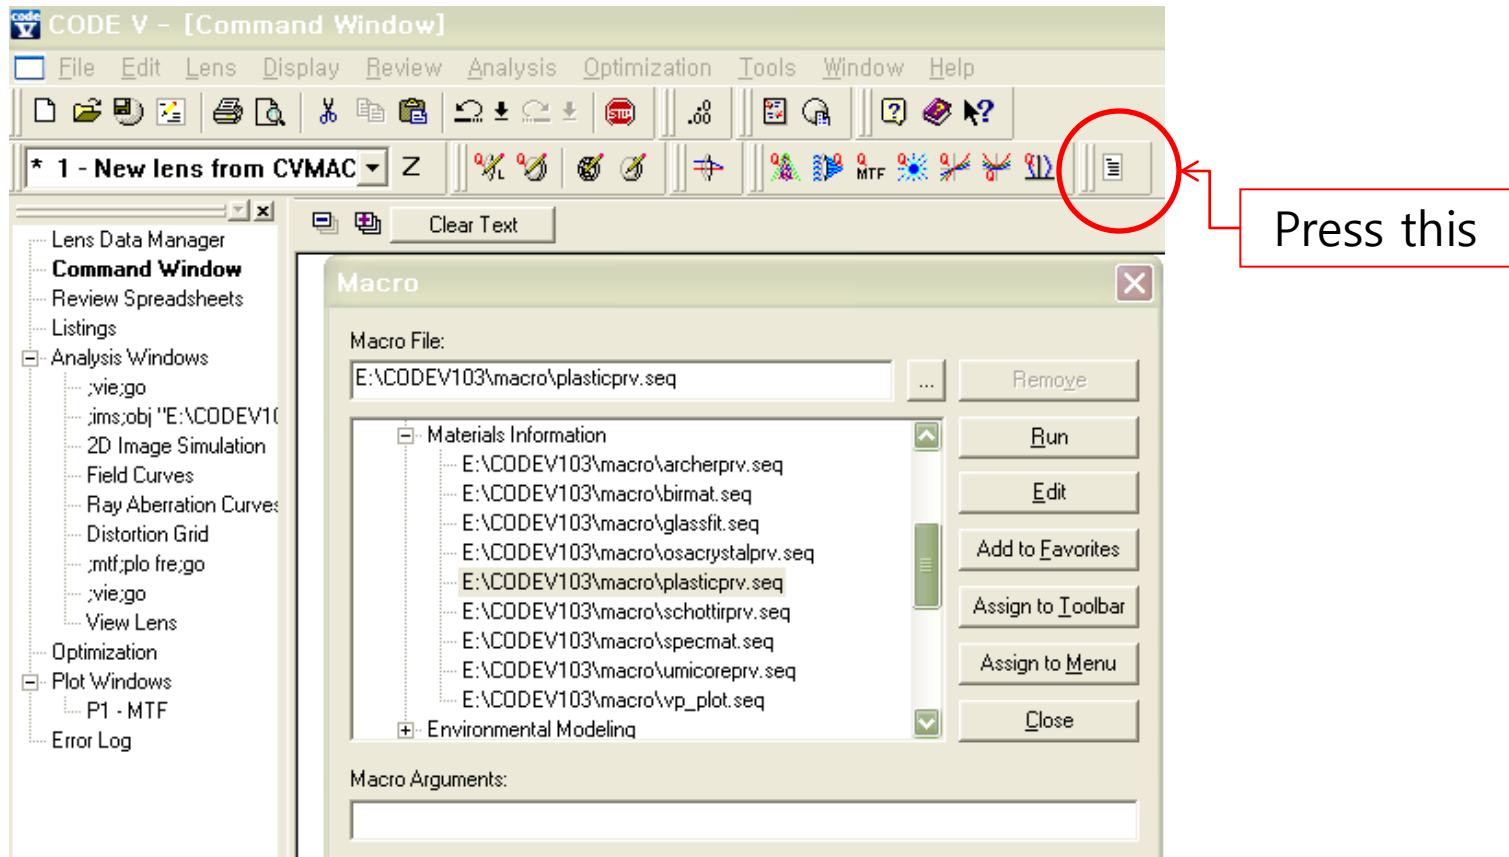 CODE V - [Command Window]
File Edit Lens Display Review Analysis Optimization Tools Window Help
* 1 - New lens from CVMAC
MTF
Press this
Clear Text
Lens Data Manager
Command Window
Review Spreadsheets
Listings
Analysis Windows
;vie;go
;ims;obj "E:\CODEV10
2D Image Simulation
Field Curves
Ray Aberration Curves
Distortion Grid
;mtf;plo fre;go
;vie;go
View Lens
Optimization
Plot Windows
P1 - MTF
Error Log
Macro
Macro File:
E:\CODEV103\macro\plasticprv.seq
...
Remove
Materials Information
E:\CODEV103\macro\archerprv.seq
E:\CODEV103\macro\birmat.seq
E:\CODEV103\macro\glassfit.seq
E:\CODEV103\macro\osacrystalprv.seq
E:\CODEV103\macro\plasticprv.seq
E:\CODEV103\macro\schottirprv.seq
E:\CODEV103\macro\specmat.seq
E:\CODEV103\macro\umicoreprv.seq
E:\CODEV103\macro\vp_plot.seq
Environmental Modeling
Run
Edit
Add to Favorites
Assign to Toolbar
Assign to Menu
Close
Macro Arguments: